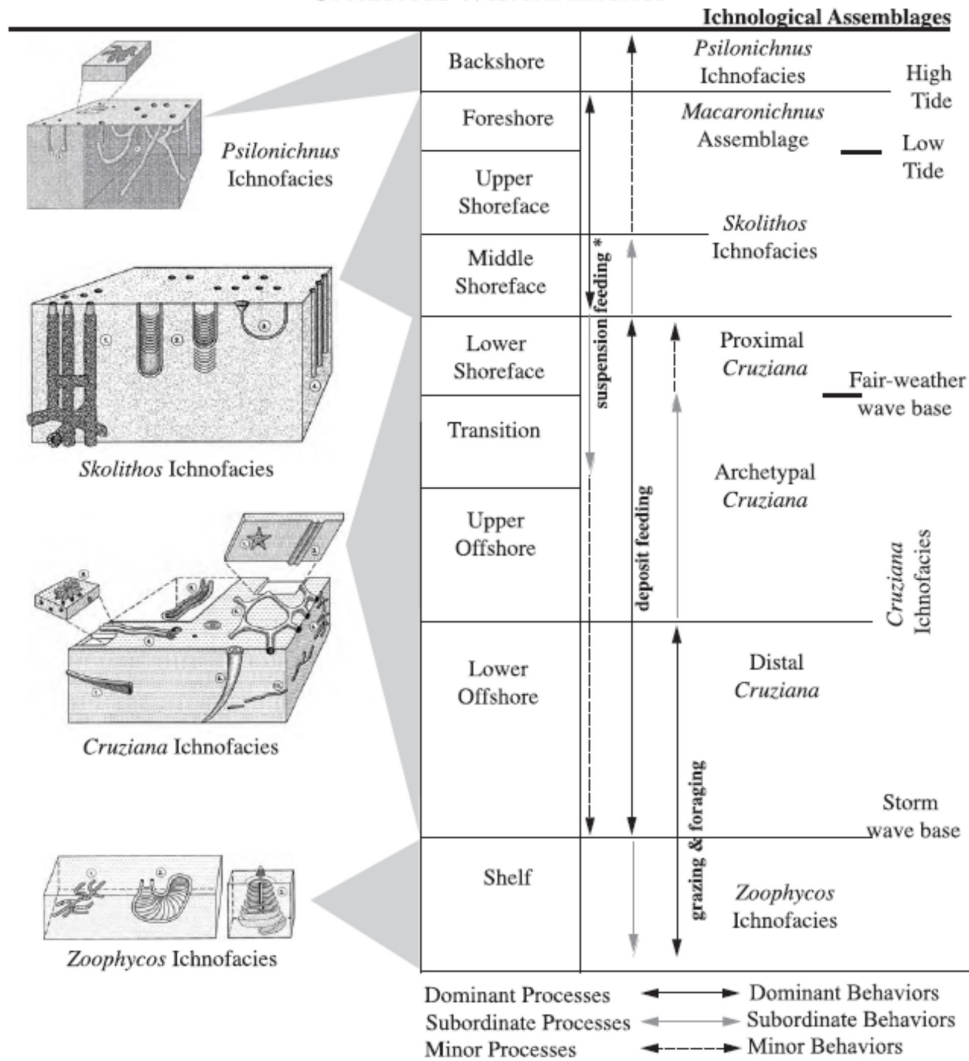 Ichnological Assemblages
Psilonichnus
Ichnofacies
Skolithos Ichnofacies
Cruziana Ichnofacies
Zoophycos Ichnofacies
Backshore
Foreshore
Upper
Shoreface
Middle
Shoreface
Lower
Shoreface
Transition
Upper
Offshore
Lower
Offshore
Shelf
suspension feeding *
deposit feeding
grazing & foraging
Psilonichnus
Ichnofacies
Macaronichnus
Assemblage
Skolithos
Ichnofacies
Proximal
Cruziana
Archetypal
Cruziana
Distal
Cruziana
Zoophycos
Ichnofacies
High
Tide
Low
Tide
Fair-weather
wave base
Cruziana
Ichnofacies
Storm
wave base
Dominant Processes Dominant Behaviors
Subordinate Processes Subordinate Behaviors
Minor Processes Minor Behaviors